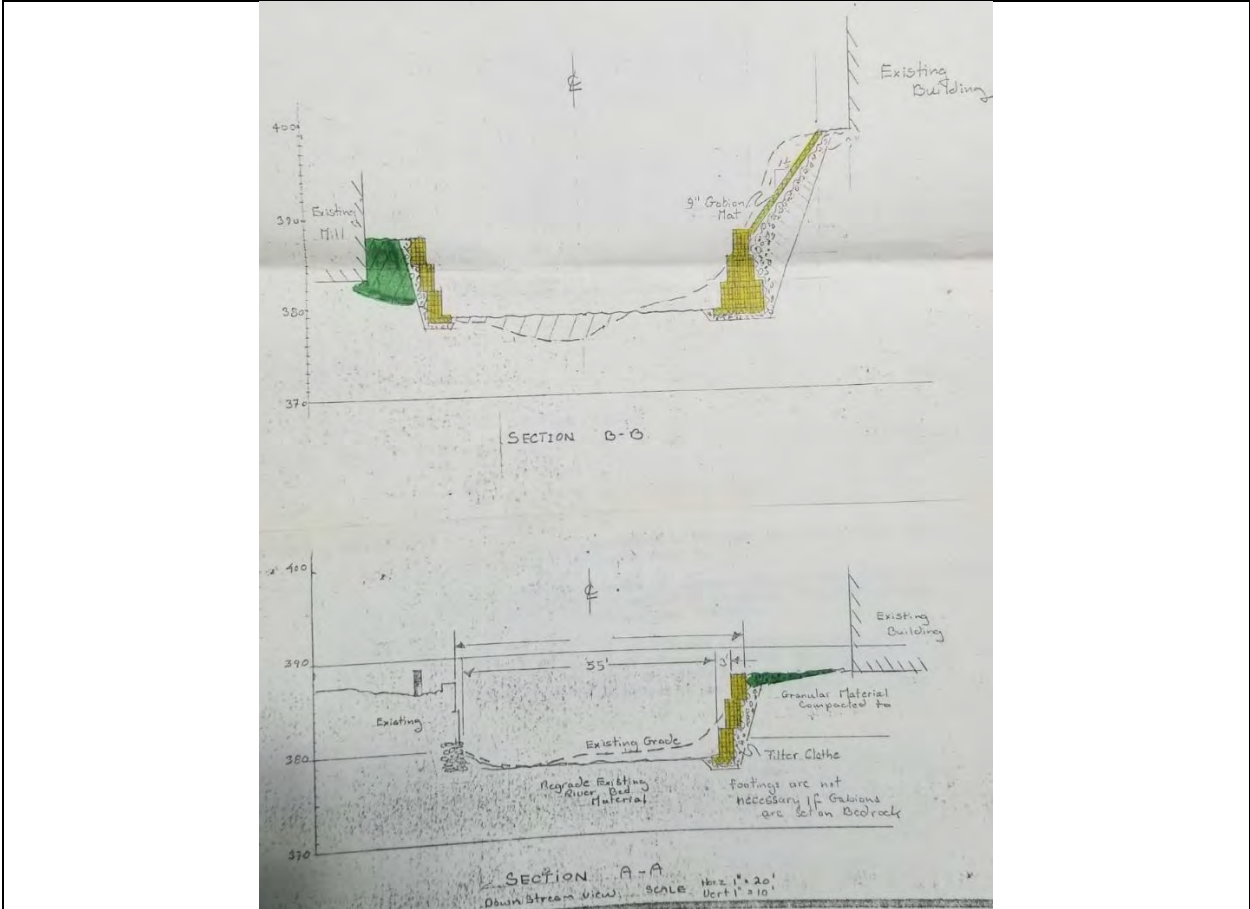 ℄
Existing
Building
400
390
380
370
Existing
Mill
9" Gabion
Mat
SECTION B-B
400
390
380
370
℄
Existing
Building
55'
3'
Granular Material
Compacted to
Existing
Existing Grade
Filter Clothe
Regrade Existing
River Bed
Material
footings are not
necessary if Gabions
are set on Bedrock
SECTION A-A
Down Stream View, SCALE Horz 1" = 20'
Vert 1" = 10'